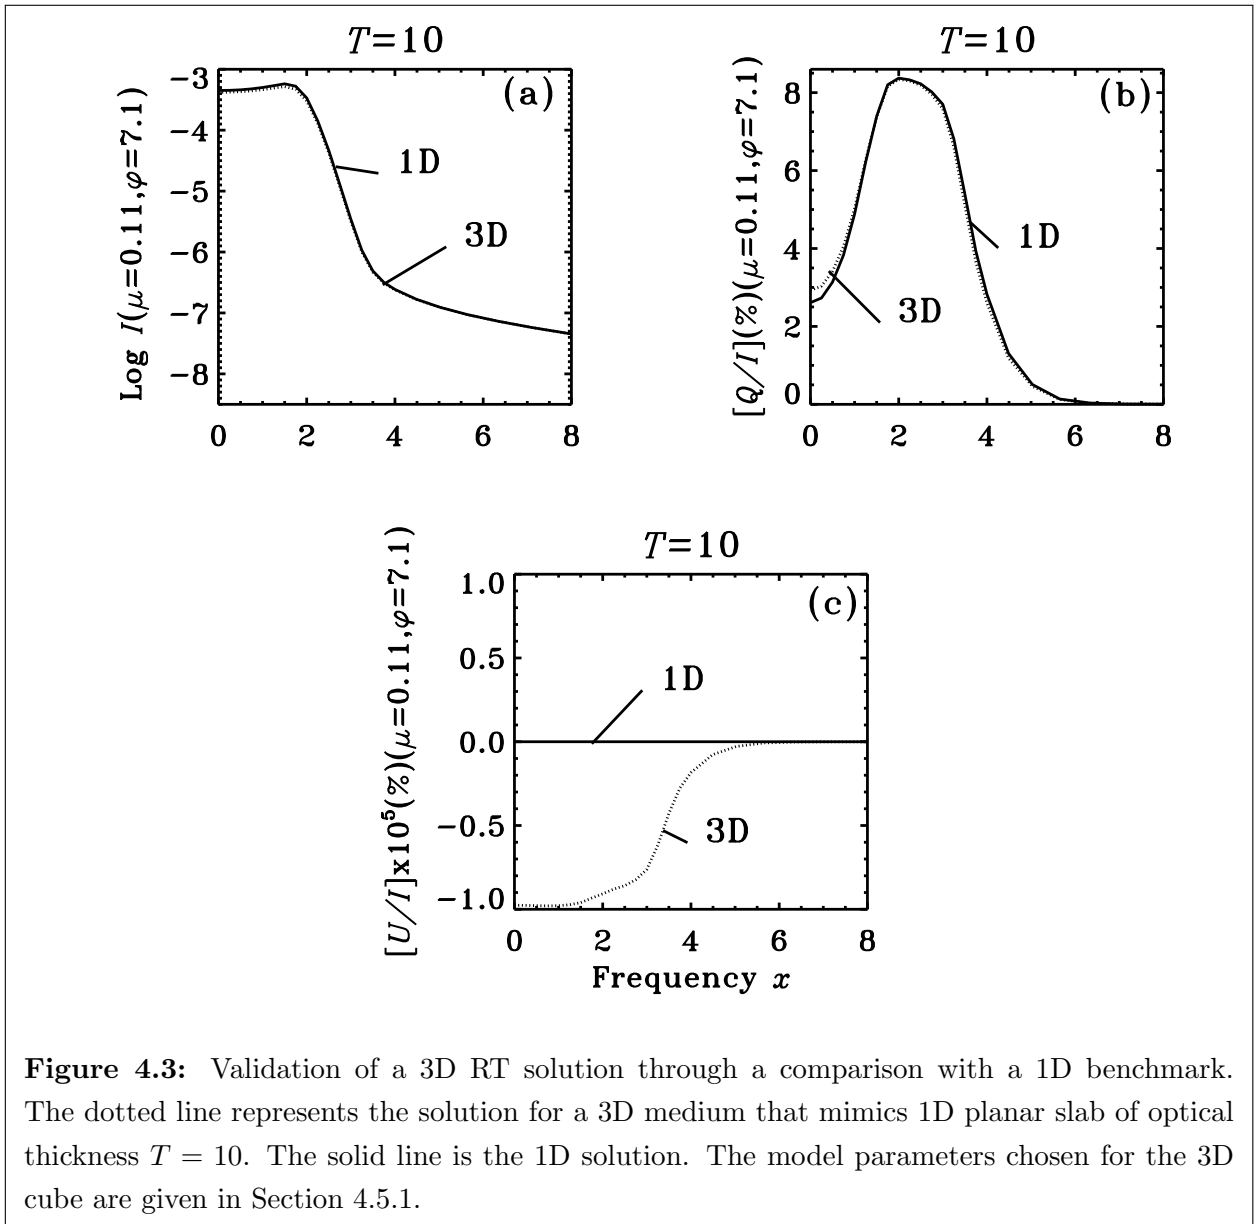 T=10
Log I(μ=0.11,φ=7.1)
(a)
−3
−4
−5
−6
−7
−8
1D
3D
0 2 4 6 8
T=10
[Q/I](%)(μ=0.11,φ=7.1)
(b)
8
6
4
2
0
1D
3D
0 2 4 6 8
T=10
[U/I]x10⁵(%)(μ=0.11,φ=7.1)
(c)
1.0
0.5
0.0
−0.5
−1.0
1D
3D
0 2 4 6 8
Frequency x
Figure 4.3: Validation of a 3D RT solution through a comparison with a 1D benchmark.
The dotted line represents the solution for a 3D medium that mimics 1D planar slab of optical
thickness T = 10. The solid line is the 1D solution. The model parameters chosen for the 3D
cube are given in Section 4.5.1.